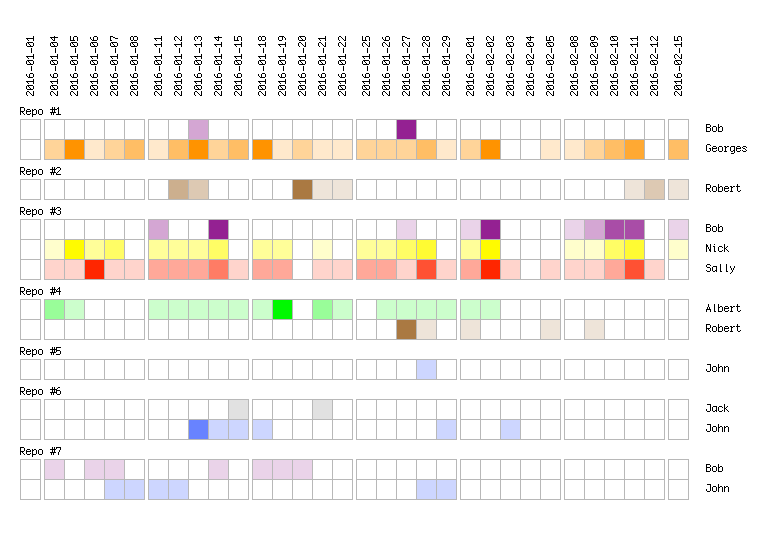 2016-01-01
2016-01-04
2016-01-05
2016-01-06
2016-01-07
2016-01-08
2016-01-11
2016-01-12
2016-01-13
2016-01-14
2016-01-15
2016-01-18
2016-01-19
2016-01-20
2016-01-21
2016-01-22
2016-01-25
2016-01-26
2016-01-27
2016-01-28
2016-01-29
2016-02-01
2016-02-02
2016-02-03
2016-02-04
2016-02-05
2016-02-08
2016-02-09
2016-02-10
2016-02-11
2016-02-12
2016-02-15
Repo #1
Bob
Georges
Repo #2
Robert
Repo #3
Bob
Nick
Sally
Repo #4
Albert
Robert
Repo #5
John
Repo #6
Jack
John
Repo #7
Bob
John